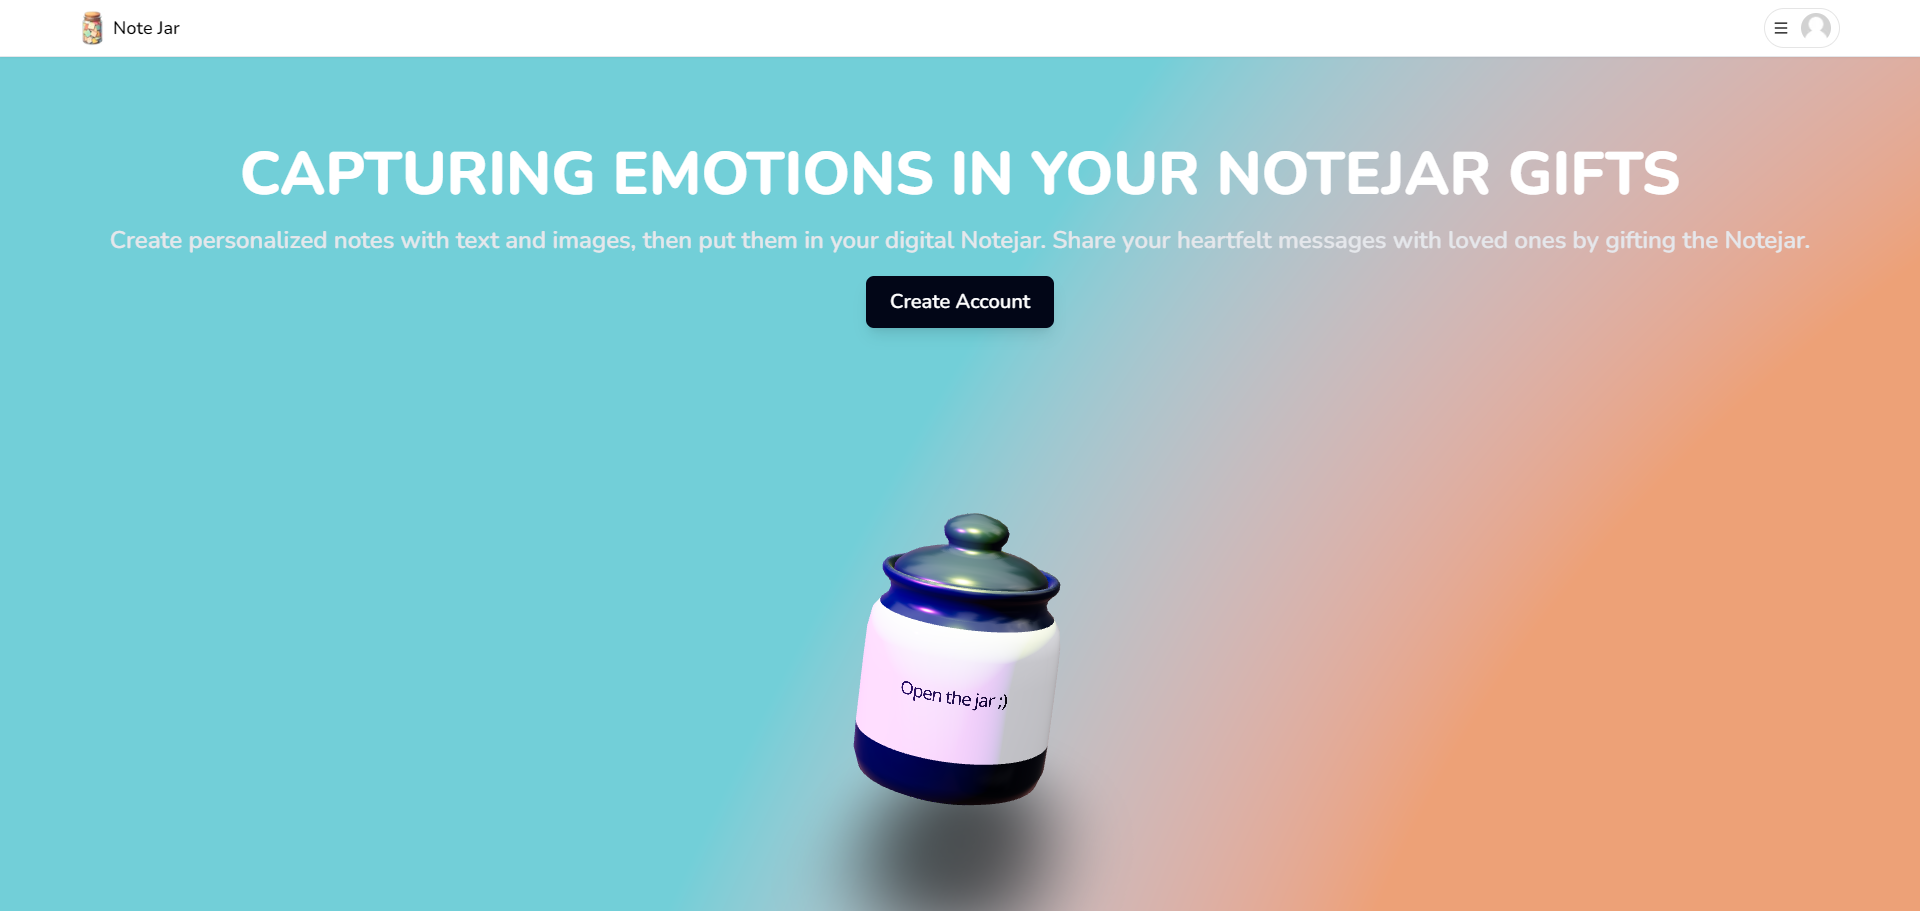 Note Jar
CAPTURING EMOTIONS IN YOUR NOTEJAR GIFTS
Create personalized notes with text and images, then put them in your digital Notejar. Share your heartfelt messages with loved ones by gifting the Notejar.
Create Account
Open the jar ;)